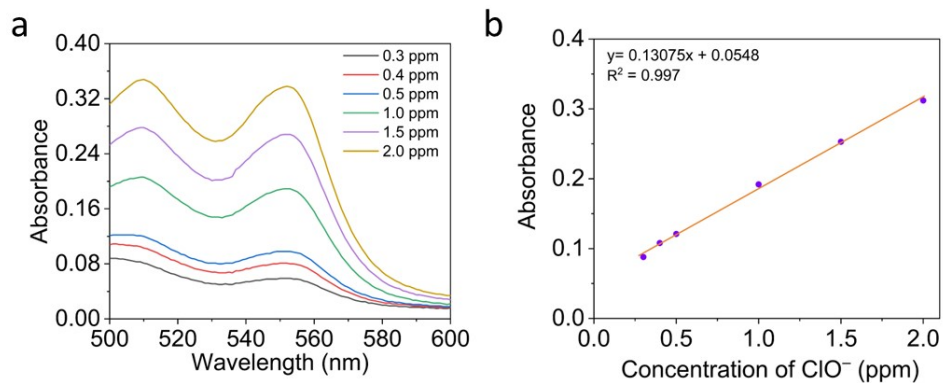 a
0.40
0.32
0.24
0.16
0.08
0.00
Absorbance
0.3 ppm
0.4 ppm
0.5 ppm
1.0 ppm
1.5 ppm
2.0 ppm
500 520 540 560 580 600
Wavelength (nm)
b
0.4
0.3
0.2
0.1
0.0
Absorbance
y= 0.13075x + 0.0548
R² = 0.997
0.0 0.5 1.0 1.5 2.0
Concentration of ClO⁻ (ppm)